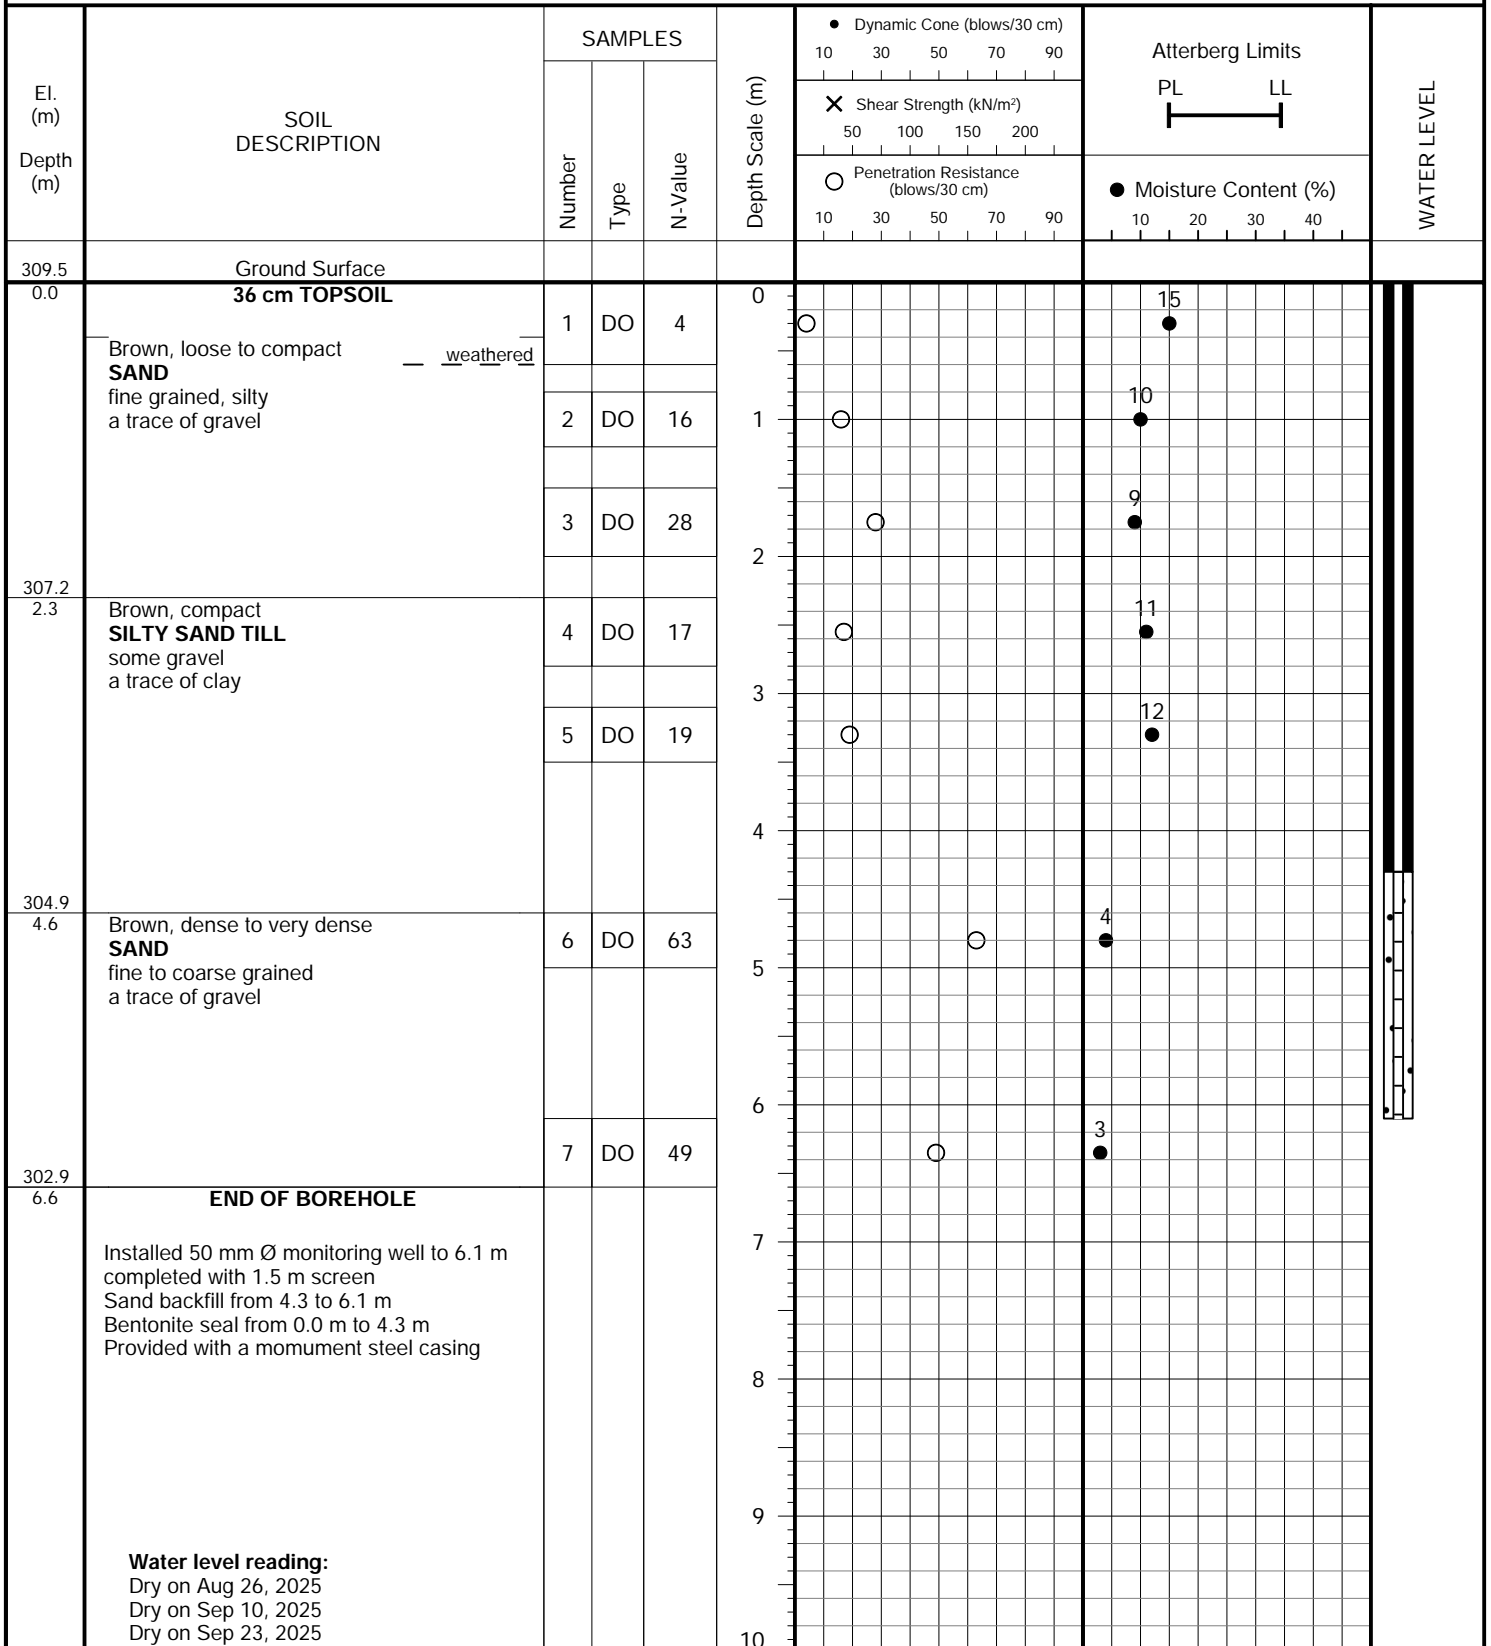 El.
(m)
Depth
(m)
SOIL
DESCRIPTION
SAMPLES
Number
Type
N-Value
Depth Scale (m)
● Dynamic Cone (blows/30 cm)
10 30 50 70 90
✕ Shear Strength (kN/m²)
50 100 150 200
○ Penetration Resistance
(blows/30 cm)
10 30 50 70 90
Atterberg Limits
PL LL
● Moisture Content (%)
10 20 30 40
WATER LEVEL
309.5 Ground Surface
0.0 36 cm TOPSOIL
0
15
1 DO 4
Brown, loose to compact
weathered
SAND
fine grained, silty
a trace of gravel
10
2 DO 16 1
9
3 DO 28
2
307.2
2.3 Brown, compact
SILTY SAND TILL
some gravel
a trace of clay
11
4 DO 17
3
12
5 DO 19
4
304.9
4.6 Brown, dense to very dense
SAND
fine to coarse grained
a trace of gravel
4
6 DO 63
5
6
3
7 DO 49
302.9
6.6 END OF BOREHOLE
7
Installed 50 mm Ø monitoring well to 6.1 m
completed with 1.5 m screen
Sand backfill from 4.3 to 6.1 m
Bentonite seal from 0.0 m to 4.3 m
Provided with a momument steel casing
8
9
Water level reading:
Dry on Aug 26, 2025
Dry on Sep 10, 2025
Dry on Sep 23, 2025
10